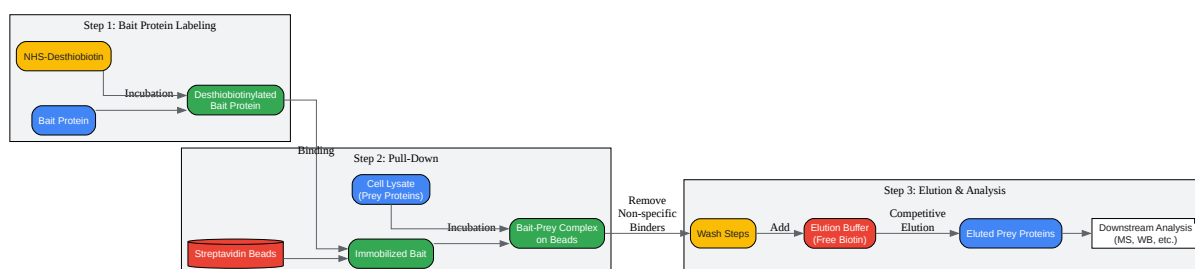 Step 1: Bait Protein Labeling
NHS-Desthiobiotin
Incubation
Desthiobiotinylated
Bait Protein
Bait Protein
Binding
Step 2: Pull-Down
Cell Lysate
(Prey Proteins)
Incubation
Bait-Prey Complex
on Beads
Streptavidin Beads
Immobilized Bait
Remove
Non-specific
Binders
Step 3: Elution & Analysis
Wash Steps
Add
Elution Buffer
(Free Biotin)
Competitive
Elution
Eluted Prey Proteins
Downstream Analysis
(MS, WB, etc.)